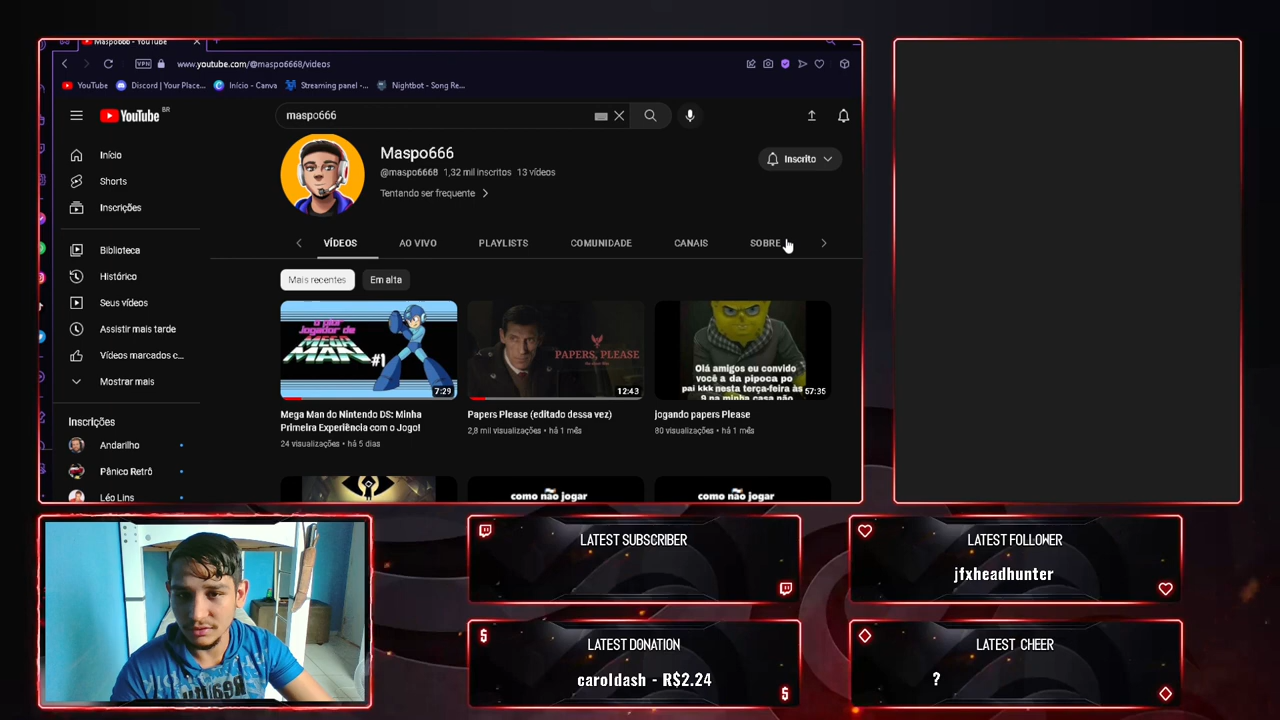 Maspo666 - YouTube
VPN
www.youtube.com/@maspo6668/videos
YouTube
Discord | Your Place...
Início - Canva
Streaming panel -...
Nightbot - Song Re...
YouTube BR
maspo666
Início
Shorts
Inscrições
Biblioteca
Histórico
Seus vídeos
Assistir mais tarde
Vídeos marcados c...
Mostrar mais
Inscrições
Andarilho
Pânico Retrô
Léo Lins
Maspo666
@maspo6668 1,32 mil inscritos 13 vídeos
Tentando ser frequente
Inscrito
VÍDEOS
AO VIVO
PLAYLISTS
COMUNIDADE
CANAIS
SOBRE
Mais recentes
Em alta
o pior
jogador de
MEGA
MAN #1
7:29
Mega Man do Nintendo DS: Minha
Primeira Experiência com o Jogo!
24 visualizações • há 5 dias
PAPERS, PLEASE
12:43
Papers Please (editado dessa vez)
2,8 mil visualizações • há 1 mês
Olá amigos eu convido
você a da pipoca po
pai kkk nesta terça-feira às
9 na minha casa não
57:35
jogando papers Please
80 visualizações • há 1 mês
como não jogar
como não jogar
LATEST SUBSCRIBER
LATEST FOLLOWER
jfxheadhunter
LATEST DONATION
caroldash - R$2.24
LATEST CHEER
?